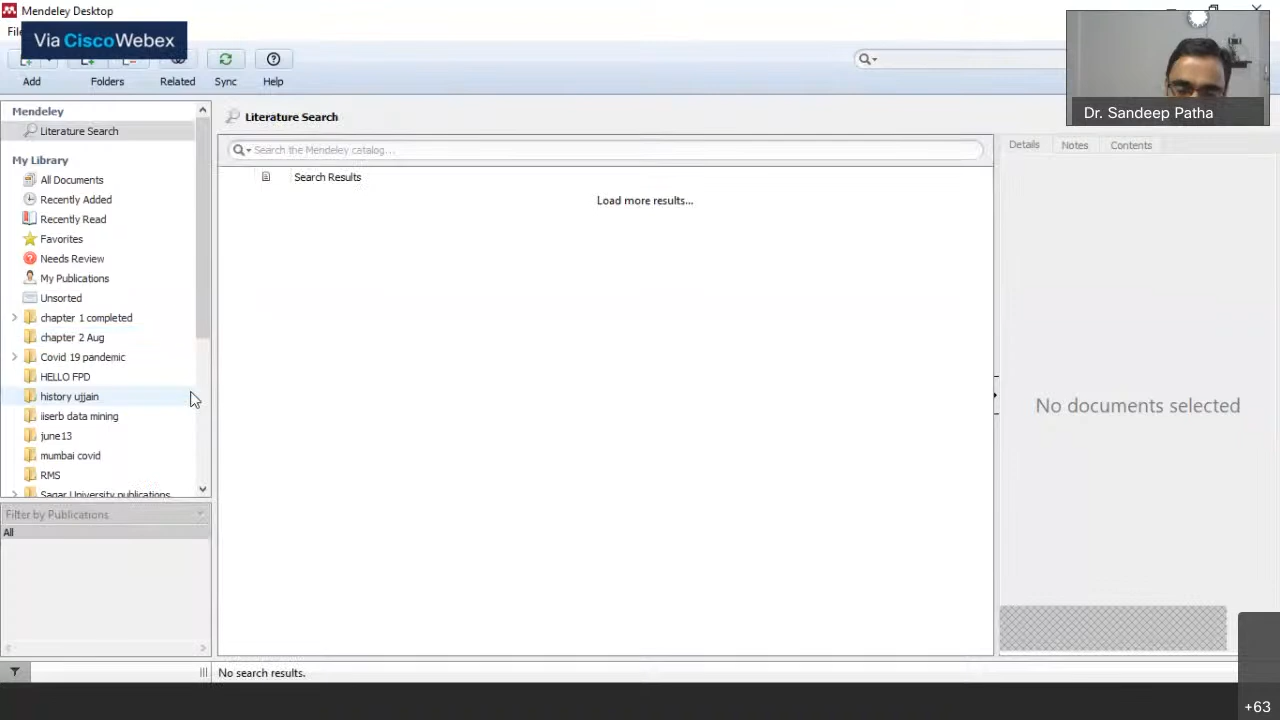 Mendeley Desktop
Via Cisco Webex
Dr. Sandeep Patha
Add
Folders
Related
Sync
Help
Mendeley
Literature Search
My Library
All Documents
Recently Added
Recently Read
Favorites
Needs Review
My Publications
Unsorted
chapter 1 completed
chapter 2 Aug
Covid 19 pandemic
HELLO FPD
history ujjain
iiserb data mining
june13
mumbai covid
RMS
Sagar University publications
Filter by Publications
All
Literature Search
Search the Mendeley catalog...
Search Results
Load more results...
No search results.
Details
Notes
Contents
No documents selected
+63